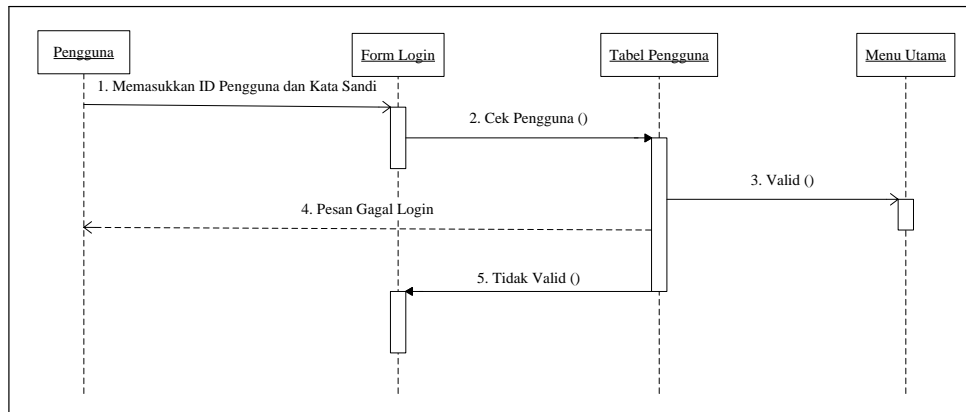 Pengguna
Form Login
Tabel Pengguna
Menu Utama
1. Memasukkan ID Pengguna dan Kata Sandi
2. Cek Pengguna ()
3. Valid ()
4. Pesan Gagal Login
5. Tidak Valid ()